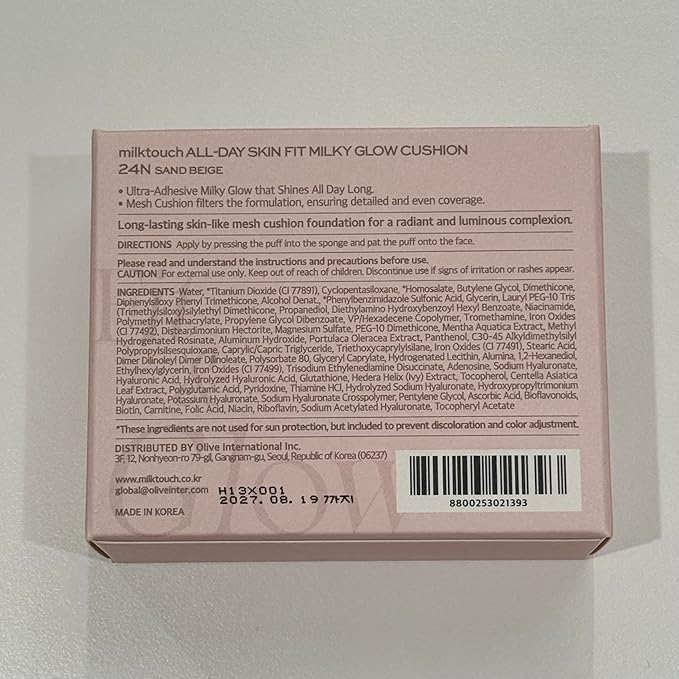 milktouch ALL-DAY SKIN FIT MILKY GLOW CUSHION
24N SAND BEIGE
• Ultra-Adhesive Milky Glow that Shines All Day Long.
• Mesh Cushion filters the formulation, ensuring detailed and even coverage.
Long-lasting skin-like mesh cushion foundation for a radiant and luminous complexion.
DIRECTIONS Apply by pressing the puff into the sponge and pat the puff onto the face.
Please read and understand the instructions and precautions before use.
CAUTION For external use only. Keep out of reach of children. Discontinue use if signs of irritation or rashes appear.
INGREDIENTS Water, *Titanium Dioxide (CI 77891), Cyclopentasiloxane, *Homosalate, Butylene Glycol, Dimethicone,
Diphenylsiloxy Phenyl Trimethicone, Alcohol Denat., *Phenylbenzimidazole Sulfonic Acid, Glycerin, Lauryl PEG-10 Tris
(Trimethylsiloxy)silylethyl Dimethicone, Propanediol, Diethylamino Hydroxybenzoyl Hexyl Benzoate, Niacinamide,
Polymethyl Methacrylate, Propylene Glycol Dibenzoate, VP/Hexadecene Copolymer, Tromethamine, Iron Oxides
(CI 77492), Disteardimonium Hectorite, Magnesium Sulfate, PEG-10 Dimethicone, Mentha Aquatica Extract, Methyl
Hydrogenated Rosinate, Aluminum Hydroxide, Portulaca Oleracea Extract, Panthenol, C30-45 Alkyldimethylsilyl
Polypropylsilsesquioxane, Caprylic/Capric Triglyceride, Triethoxycaprylylsilane, Iron Oxides (CI 77491), Stearic Acid,
Dimer Dilinoleyl Dimer Dilinoleate, Polysorbate 80, Glyceryl Caprylate, Hydrogenated Lecithin, Alumina, 1,2-Hexanediol,
Ethylhexylglycerin, Iron Oxides (CI 77499), Trisodium Ethylenediamine Disuccinate, Adenosine, Sodium Hyaluronate,
Hyaluronic Acid, Hydrolyzed Hyaluronic Acid, Glutathione, Hedera Helix (Ivy) Extract, Tocopherol, Centella Asiatica
Leaf Extract, Polyglutamic Acid, Pyridoxine, Thiamine HCl, Hydrolyzed Sodium Hyaluronate, Hydroxypropyltrimonium
Hyaluronate, Potassium Hyaluronate, Sodium Hyaluronate Crosspolymer, Pentylene Glycol, Ascorbic Acid, Bioflavonoids,
Biotin, Carnitine, Folic Acid, Niacin, Riboflavin, Sodium Acetylated Hyaluronate, Tocopheryl Acetate
*These ingredients are not used for sun protection, but included to prevent discoloration and color adjustment.
DISTRIBUTED BY Olive International Inc.
3F, 12, Nonhyeon-ro 79-gil, Gangnam-gu, Seoul, Republic of Korea (06237)
www.milktouch.co.kr
global@oliveinter.com
H13X001
2027.08.19 까지
MADE IN KOREA
8800253021393
Glow